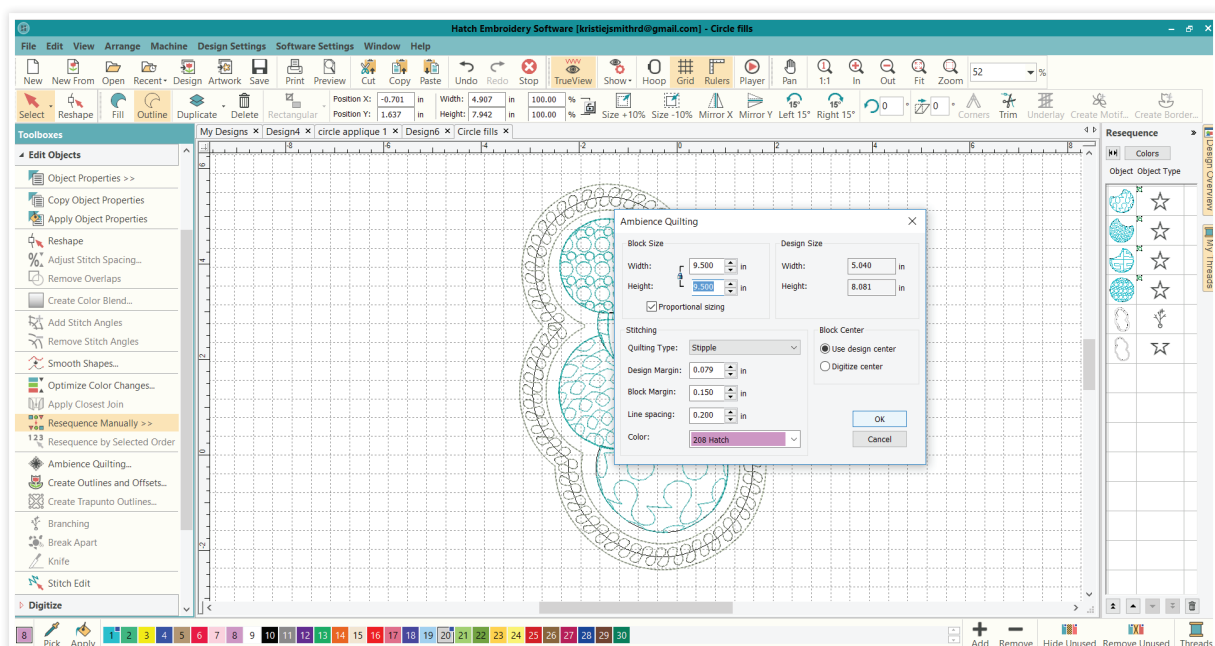 Hatch Embroidery Software [kristiejsmithrd@gmail.com] - Circle fills
File Edit View Arrange Machine Design Settings Software Settings Window Help
New New From Open Recent Design Artwork Save Print Preview Cut Copy Paste Undo Redo Stop TrueView Show Hoop Grid Rulers Player Pan 1:1 In Out Fit Zoom 52 %
Select Reshape Fill Outline Duplicate Delete Rectangular
Position X: -0.701 in Width: 4.907 in 100.00 %
Position Y: 1.637 in Height: 7.942 in 100.00 %
Size +10% Size -10% Mirror X Mirror Y 15° Left 15° 15° Right 15° 0 ° 0 ° Corners Trim Underlay Create Motif... Create Border...
Toolboxes
My Designs × Design4 × circle applique 1 × Design6 × Circle fills ×
Edit Objects
Object Properties >>
Copy Object Properties
Apply Object Properties
Reshape
Adjust Stitch Spacing...
Remove Overlaps
Create Color Blend...
Add Stitch Angles
Remove Stitch Angles
Smooth Shapes...
Optimize Color Changes...
Apply Closest Join
Resequence Manually >>
123 Resequence by Selected Order
Ambience Quilting...
Create Outlines and Offsets...
Create Trapunto Outlines...
Branching
Break Apart
Knife
Stitch Edit
Digitize
Ambience Quilting
Block Size
Width: 9.500 in
Height: 9.500 in
Proportional sizing
Design Size
Width: 5.040 in
Height: 8.081 in
Stitching
Quilting Type: Stipple
Design Margin: 0.079 in
Block Margin: 0.150 in
Line spacing: 0.200 in
Color: 208 Hatch
Block Center
Use design center
Digitize center
OK
Cancel
Resequence »
Colors
Object Object Type
Design Overview
My Threads
8 Pick Apply 1 2 3 4 5 6 7 8 9 10 11 12 13 14 15 16 17 18 19 20 21 22 23 24 25 26 27 28 29 30
Add Remove Hide Unused Remove Unused Threads